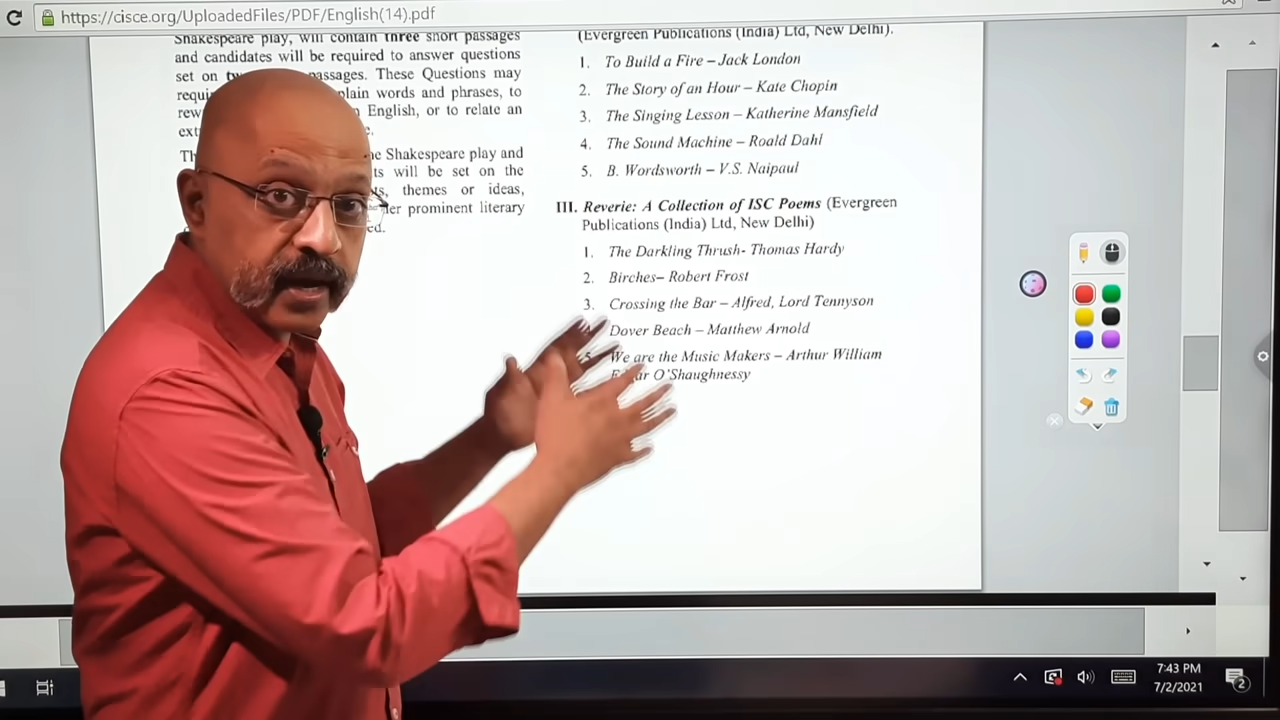 https://cisce.org/UploadedFiles/PDF/English(14).pdf
Shakespeare play, will contain three short passages
and candidates will be required to answer questions
set on passages. These Questions may
plain words and phrases, to
English, or to relate an
Shakespeare play and
will be set on the
themes or ideas,
prominent literary
(Evergreen Publications (India) Ltd, New Delhi).
1. To Build a Fire – Jack London
2. The Story of an Hour – Kate Chopin
3. The Singing Lesson – Katherine Mansfield
4. The Sound Machine – Roald Dahl
5. B. Wordsworth – V.S. Naipaul
III. Reverie: A Collection of ISC Poems (Evergreen
Publications (India) Ltd, New Delhi)
1. The Darkling Thrush- Thomas Hardy
2. Birches– Robert Frost
3. Crossing the Bar – Alfred, Lord Tennyson
Dover Beach – Matthew Arnold
5. We are the Music Makers – Arthur William
O'Shaughnessy
7:43 PM
7/2/2021
2